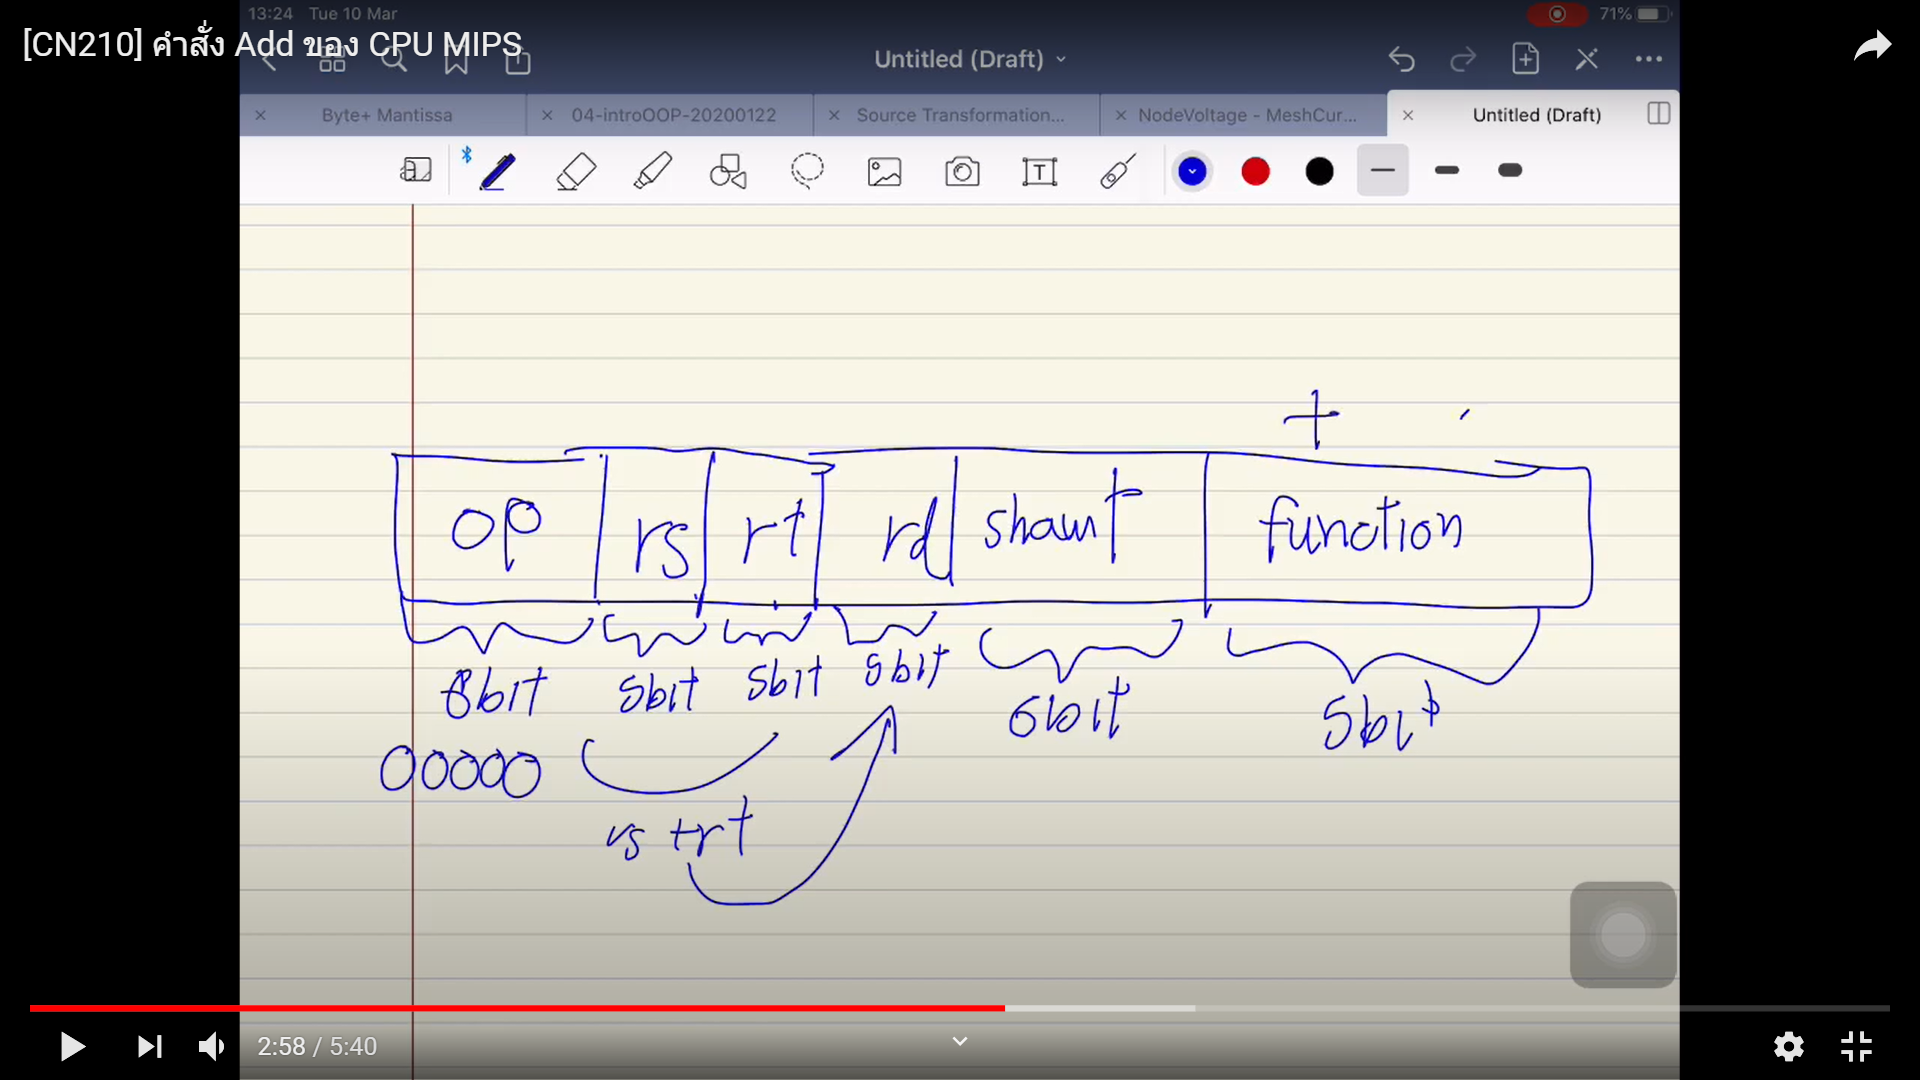 13:24 Tue 10 Mar
71%
[CN210] คำสั่ง Add ของ CPU MIPS
Untitled (Draft)
Byte+ Mantissa
04-introOOP-20200122
Source Transformation...
NodeVoltage - MeshCur...
Untitled (Draft)
+
op rs rt rd shamt function
8bit 5bit 5bit 5bit 6bit 5bit
00000
rs + rt
2:58 / 5:40